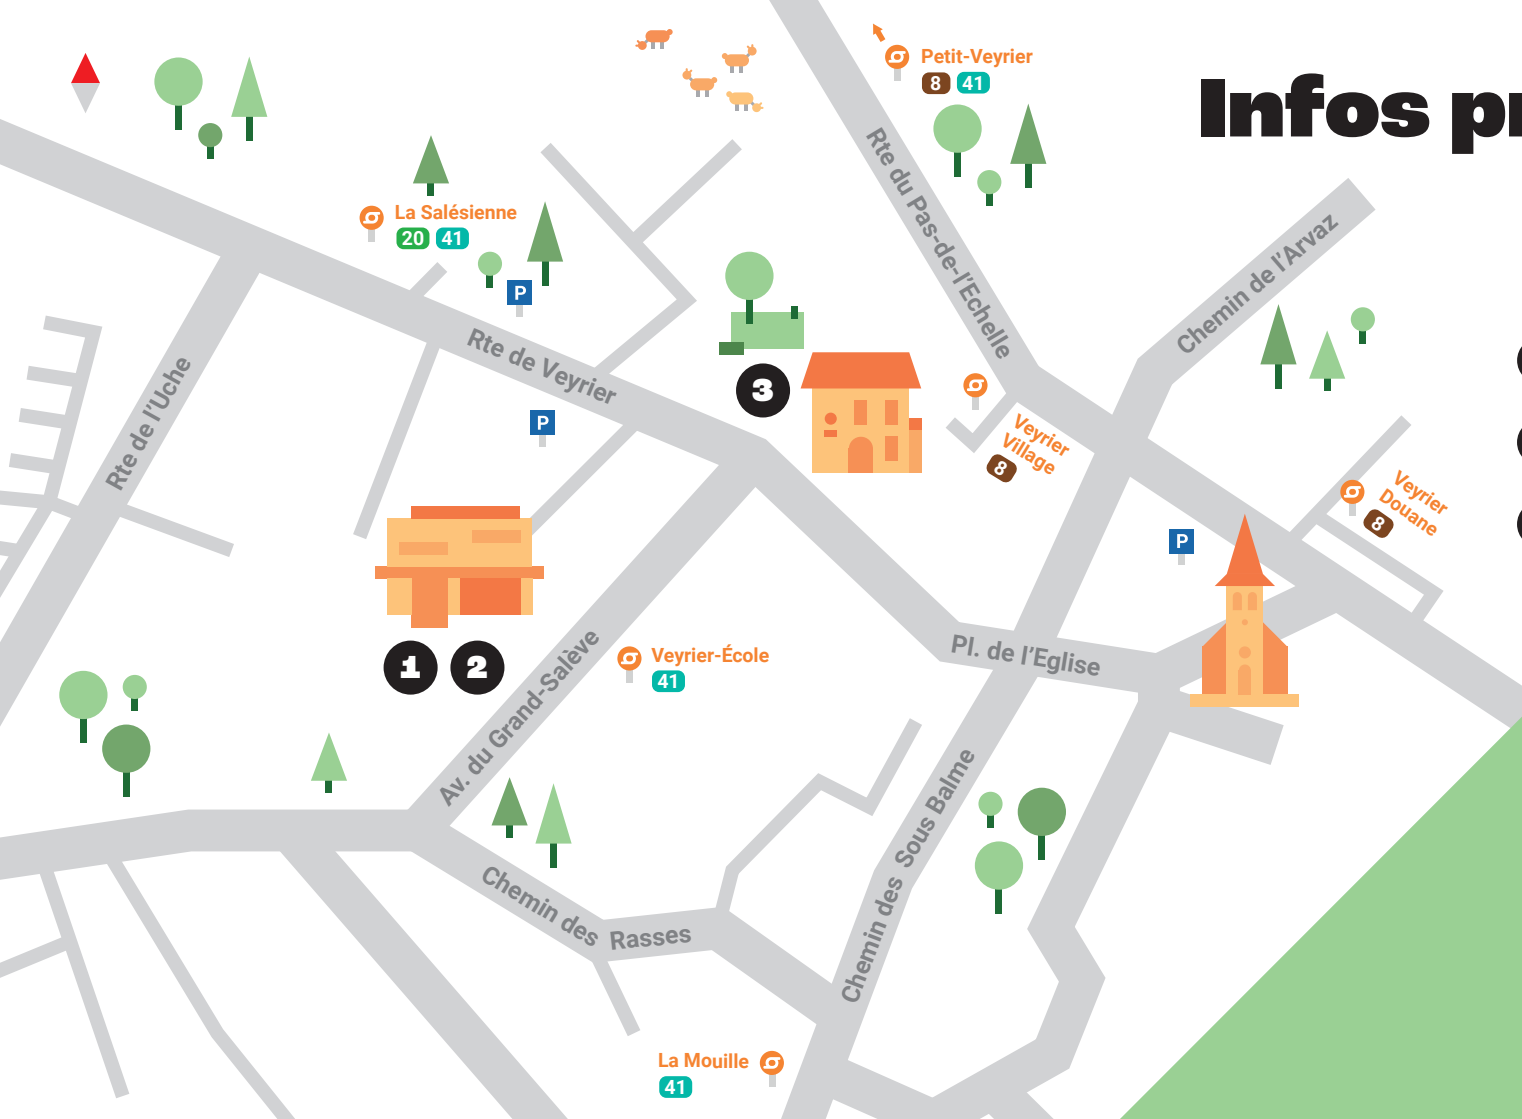 Petit-Veyrier
8 41
Infos pr
Rte du Pas-de-l'Echelle
La Salésienne
20 41
P
Chemin de l'Arvaz
Rte de Veyrier
Rte de l'Uche
P
3
Veyrier
Village
8
Veyrier
Douane
8
P
1 2
Veyrier-École
41
Pl. de l'Eglise
Av. du Grand-Salève
Chemin des Sous Balme
Chemin des Rasses
La Mouille
41